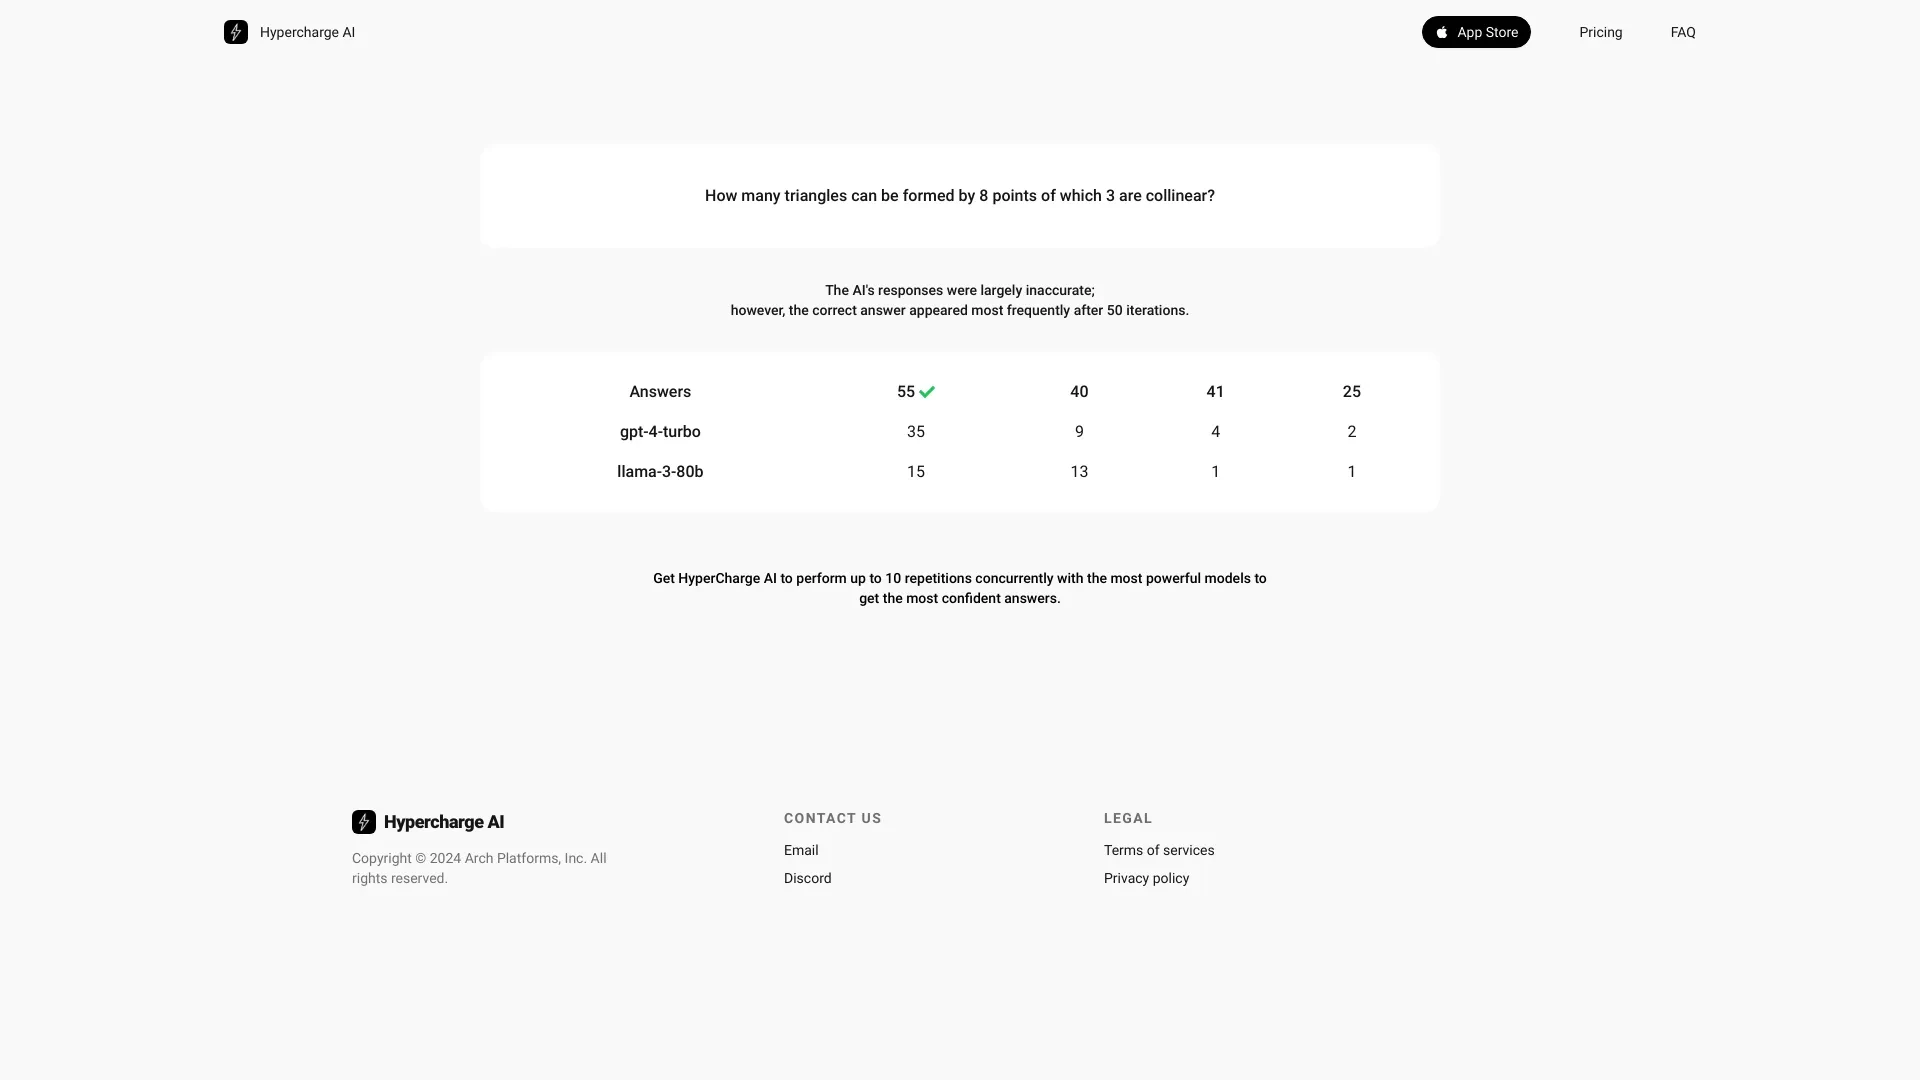 Hypercharge AI
App Store
Pricing
FAQ
How many triangles can be formed by 8 points of which 3 are collinear?
The AI's responses were largely inaccurate;
however, the correct answer appeared most frequently after 50 iterations.
Answers 55 40 41 25
gpt-4-turbo 35 9 4 2
llama-3-80b 15 13 1 1
Get HyperCharge AI to perform up to 10 repetitions concurrently with the most powerful models to
get the most confident answers.
Hypercharge AI
Copyright © 2024 Arch Platforms, Inc. All
rights reserved.
CONTACT US
Email
Discord
LEGAL
Terms of services
Privacy policy